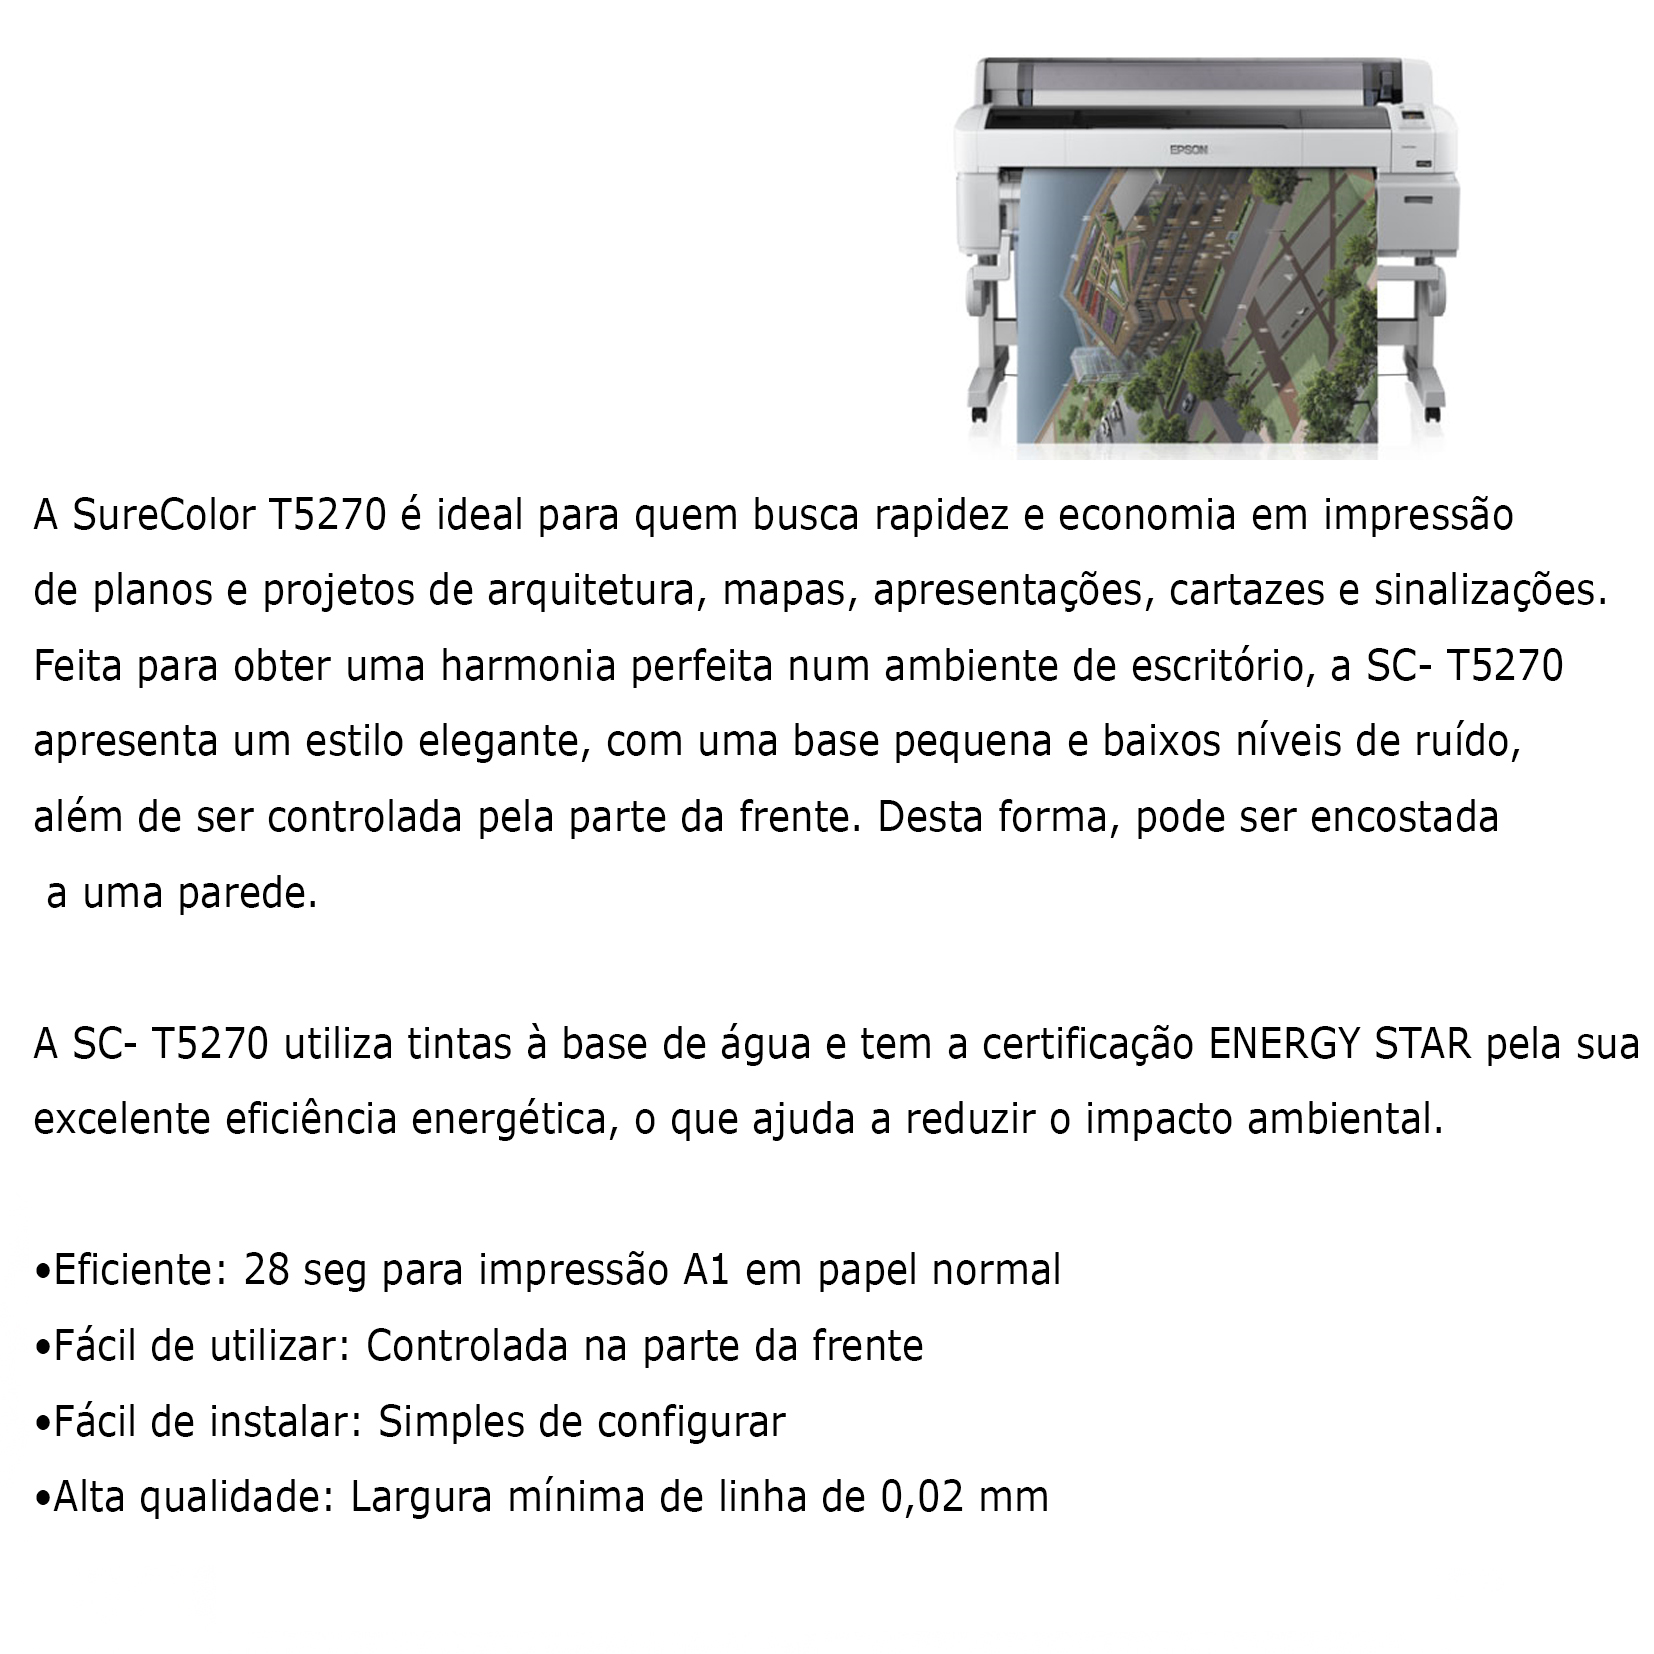 EPSON
A SureColor T5270 é ideal para quem busca rapidez e economia em impressão
de planos e projetos de arquitetura, mapas, apresentações, cartazes e sinalizações.
Feita para obter uma harmonia perfeita num ambiente de escritório, a SC- T5270
apresenta um estilo elegante, com uma base pequena e baixos níveis de ruído,
além de ser controlada pela parte da frente. Desta forma, pode ser encostada
a uma parede.
A SC- T5270 utiliza tintas à base de água e tem a certificação ENERGY STAR pela sua
excelente eficiência energética, o que ajuda a reduzir o impacto ambiental.
•Eficiente: 28 seg para impressão A1 em papel normal
•Fácil de utilizar: Controlada na parte da frente
•Fácil de instalar: Simples de configurar
•Alta qualidade: Largura mínima de linha de 0,02 mm